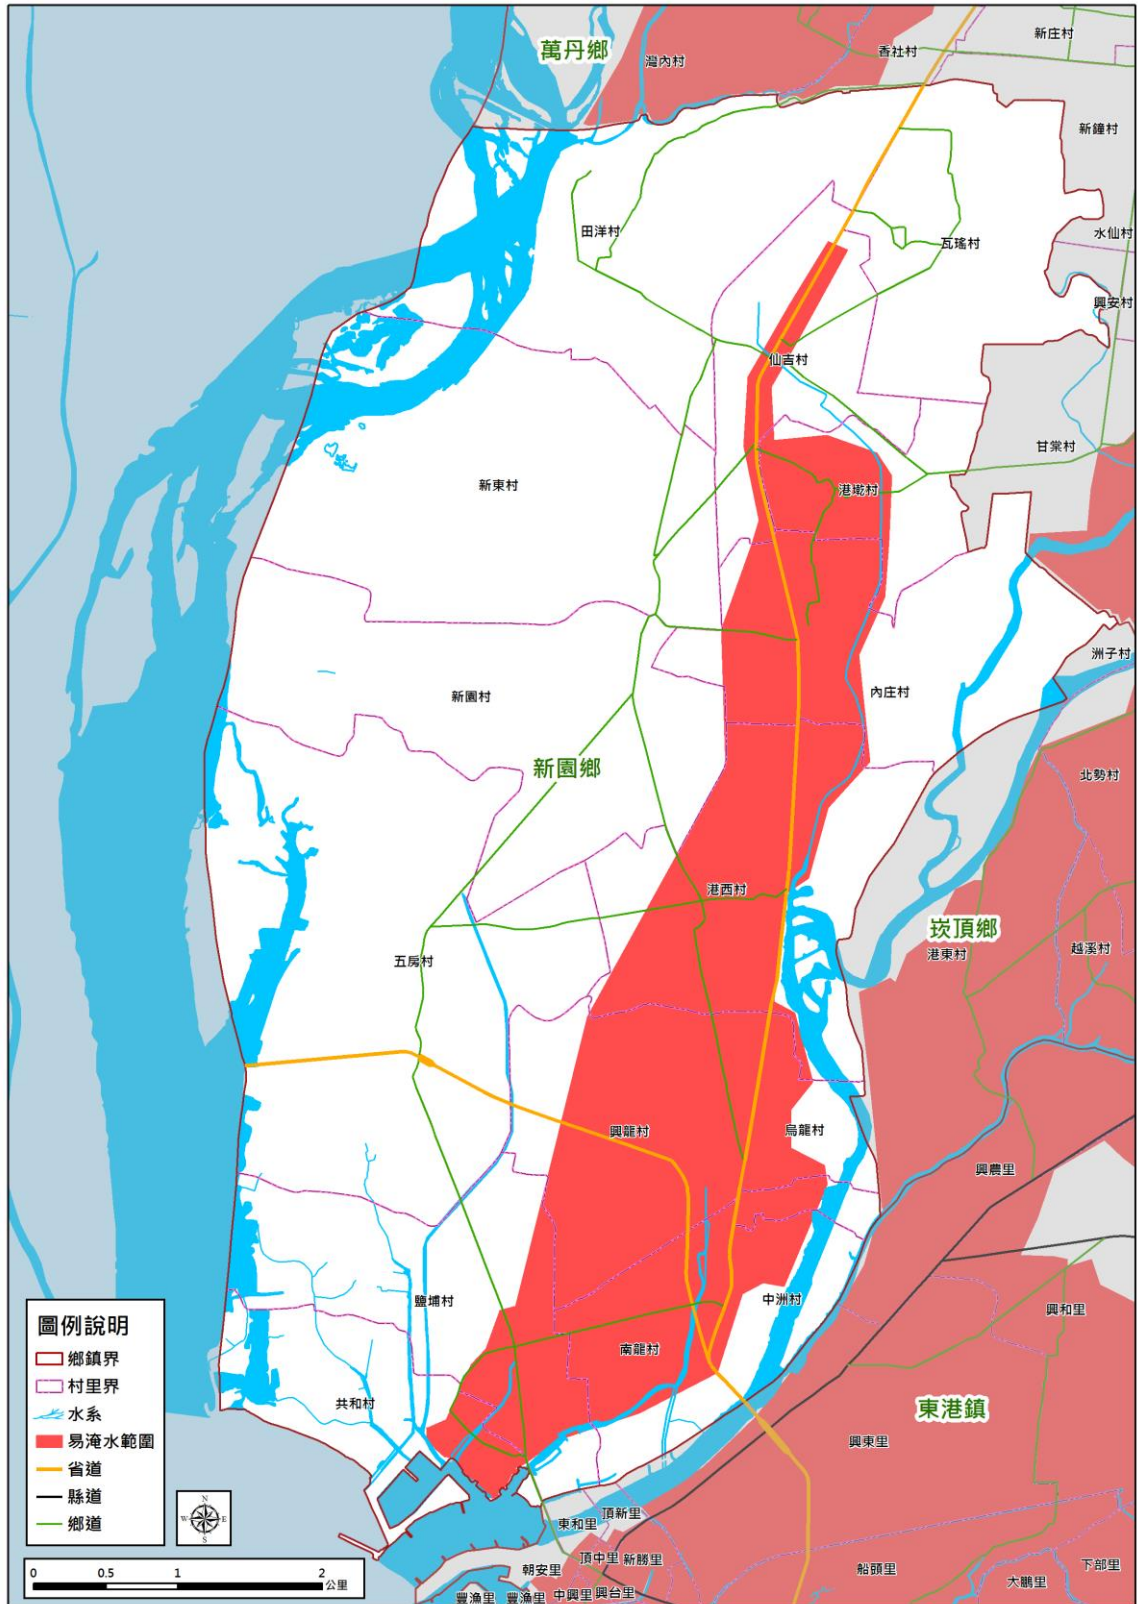 萬丹鄉
新庄村
香社村
灣內村
新鐘村
田洋村
瓦瑤村
水仙村
興安村
仙吉村
甘棠村
新東村
港墘村
洲子村
新園村
內庄村
新園鄉
北勢村
港西村
崁頂鄉
港東村
越溪村
五房村
興龍村
烏龍村
興農里
鹽埔村
中洲村
興和里
南龍村
共和村
東港鎮
興東里
頂新里
東和里
頂中里
新勝里
朝安里
船頭里
下部里
大鵬里
豐漁里
豐漁里
中興里
興台里
圖例說明
鄉鎮界
村里界
水系
易淹水範圍
省道
縣道
鄉道
N
W
E
S
0
0.5
1
2
公里